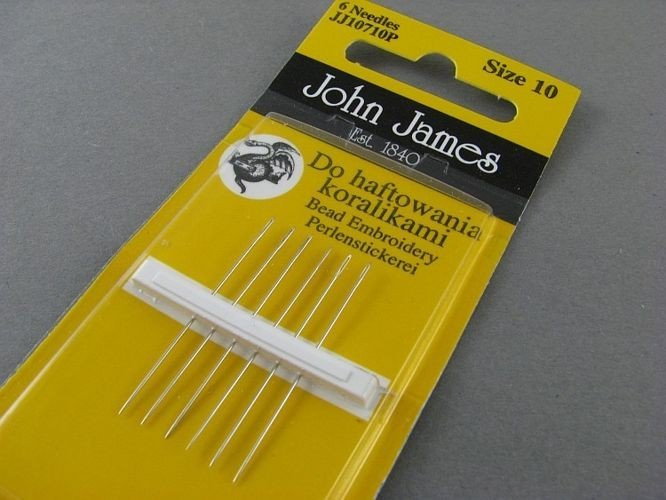 6 Needles
JJ10710P
Size 10
John James
Est. 1840
Do haftowania
koralikami
Bead Embroidery
Perlenstickerei